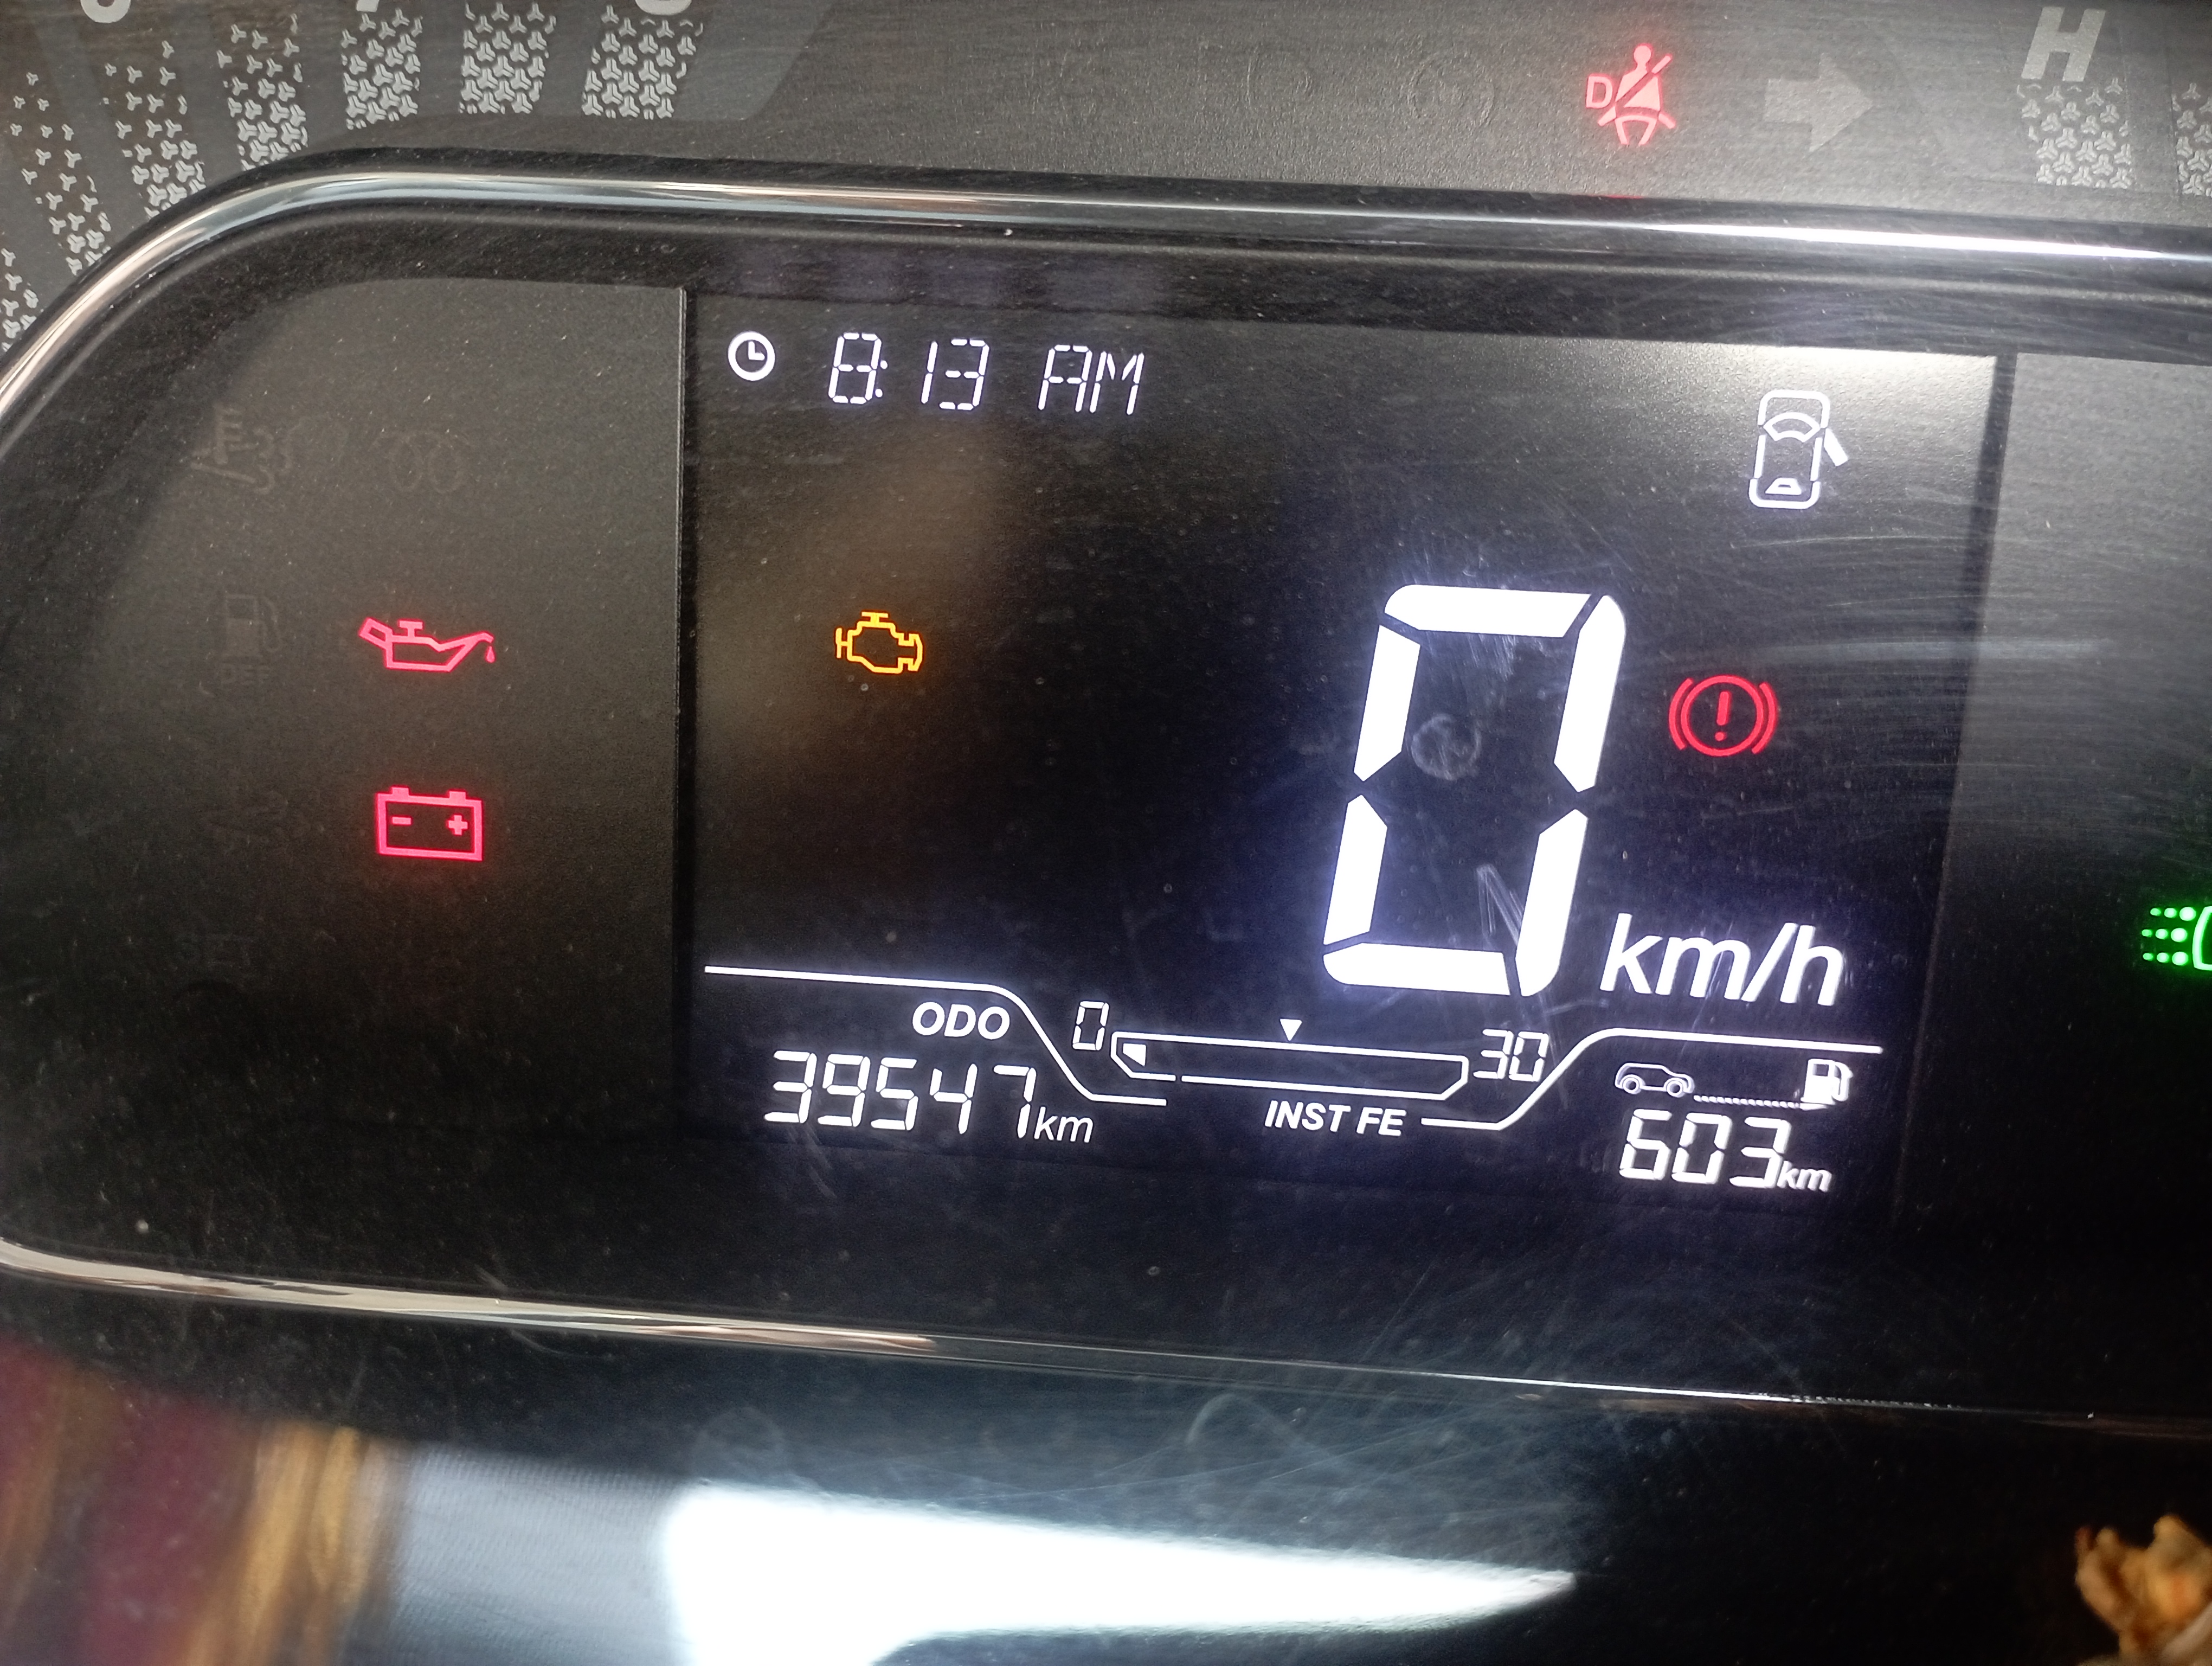 H
D
8:13 AM
0
km/h
ODO
39547km
0
30
INST FE
603km